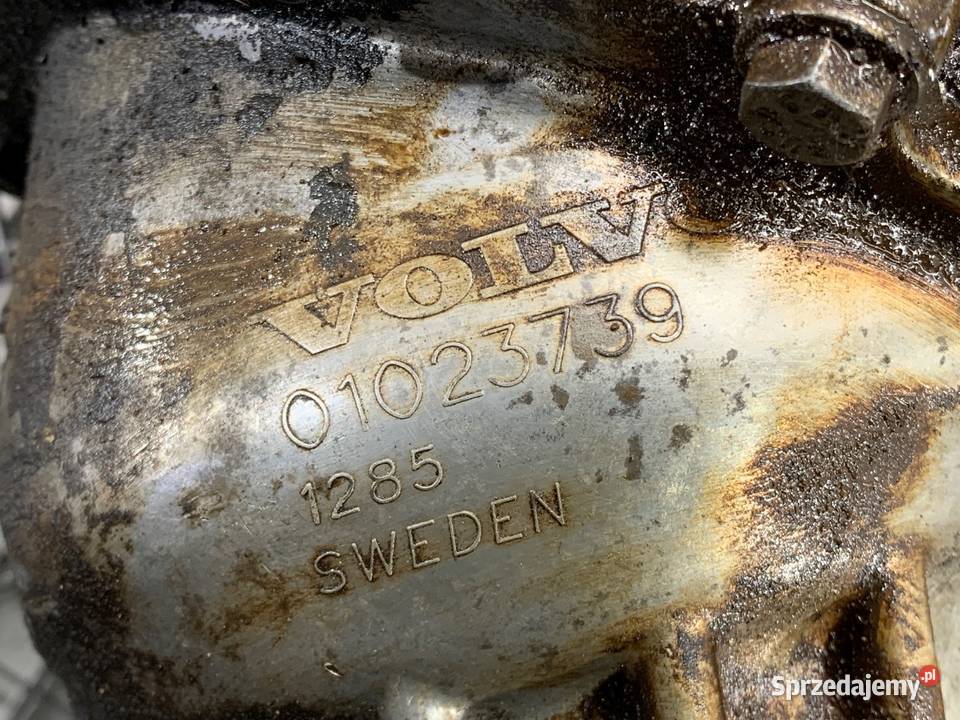 VOLV
01023739
1285
SWEDEN
Sprzedajemy.pl